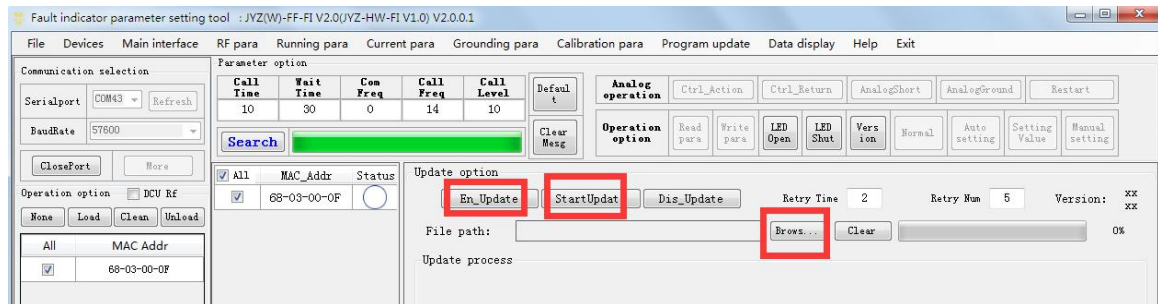 Fault indicator parameter setting tool : JYZ(W)-FF-FI V2.0(JYZ-HW-FI V1.0) V2.0.0.1
File Devices Main interface RF para Running para Current para Grounding para Calibration para Program update Data display Help Exit
Communication selection
Serialport COM43 Refresh
BaudRate 57600
ClosePort More
Operation option DCU Rf
None Load Clean Unload
All MAC Addr
68-03-00-0F
Parameter option
Call Time Wait Time Com Freq Call Freq Call Level
10 30 0 14 10
Defaul
t
Search
Clear
Mesg
Analog
operation
Ctrl_Action Ctrl_Return AnalogShort AnalogGround Restart
Operation
option
Read para Write para LED Open LED Shut Vers ion Normal Auto setting Setting Value Manual setting
All MAC_Addr Status
68-03-00-0F
Update option
En_Update StartUpdat Dis_Update Retry Time 2 Retry Num 5 Version: XX
XX
File path: Brows... Clear 0%
Update process